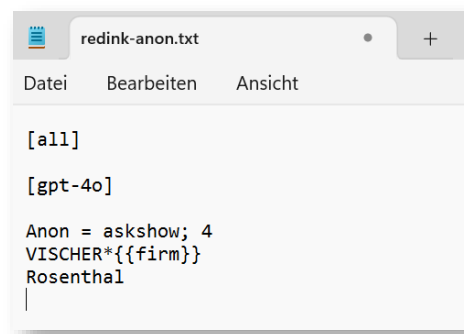 redink-anon.txt
Datei Bearbeiten Ansicht
[all]
[gpt-4o]
Anon = askshow; 4
VISCHER*{{firm}}
Rosenthal